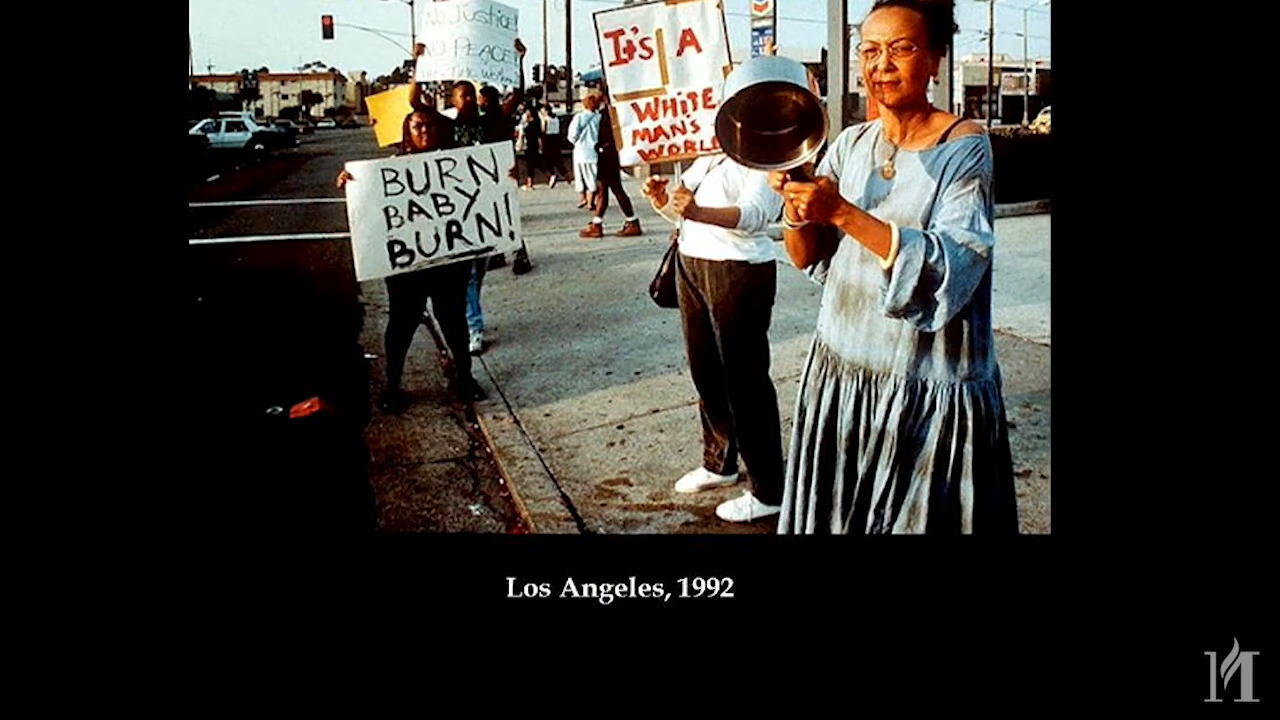 No Justice!
NO PEACE!
It's A
WHITE
MAN'S
WORLD
BURN
BABY
BURN!
Los Angeles, 1992